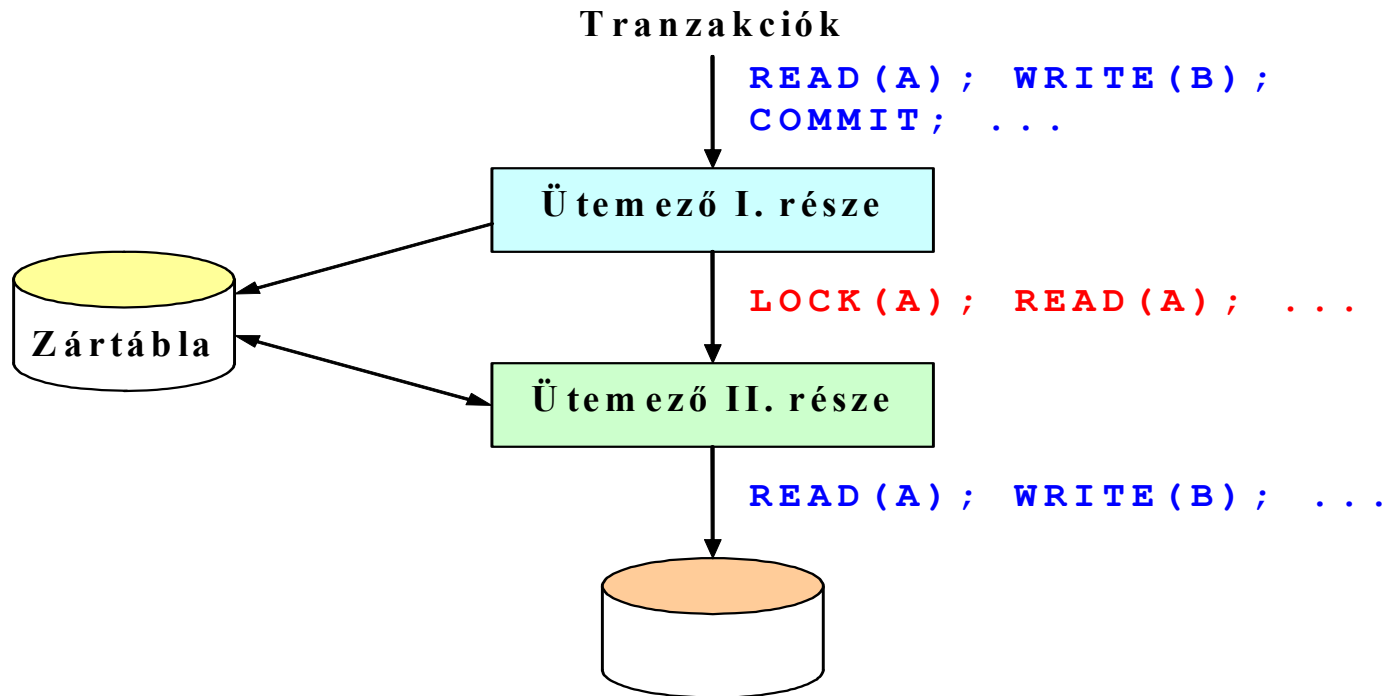 Tranzakciók
READ(A); WRITE(B);
COMMIT; ...
Ütemező I. része
LOCK(A); READ(A); ...
Zártábla
Ütemező II. része
READ(A); WRITE(B); ...